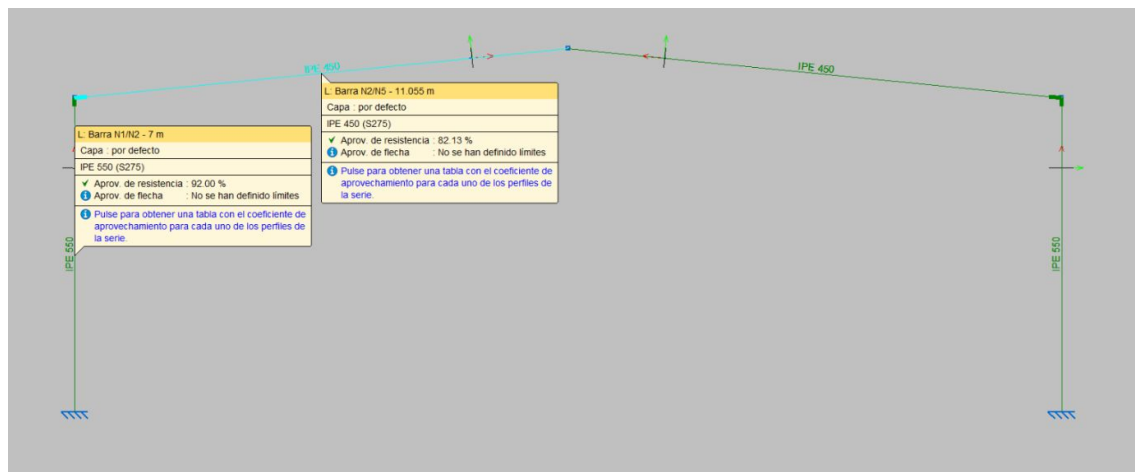 IPE 450
IPE 450
L: Barra N2/N5 - 11.055 m
Capa : por defecto
IPE 450 (S275)
Aprov. de resistencia : 82.13 %
Aprov. de flecha : No se han definido límites
Pulse para obtener una tabla con el coeficiente de
aprovechamiento para cada uno de los perfiles de
la serie.
L: Barra N1/N2 - 7 m
Capa : por defecto
IPE 550 (S275)
Aprov. de resistencia : 92.00 %
Aprov. de flecha : No se han definido límites
Pulse para obtener una tabla con el coeficiente de
aprovechamiento para cada uno de los perfiles de
la serie.
IPE 550
IPE 550